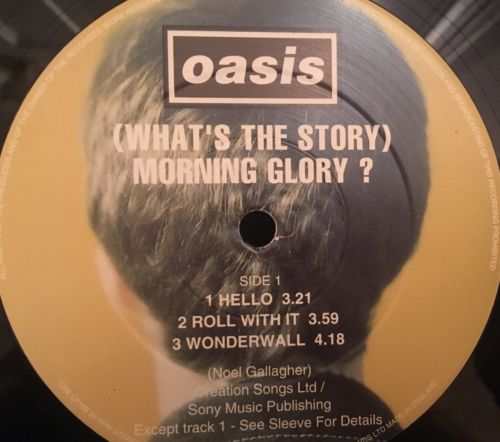 oasis
(WHAT'S THE STORY)
MORNING GLORY ?
SIDE 1
1 HELLO 3.21
2 ROLL WITH IT 3.59
3 WONDERWALL 4.18
(Noel Gallagher)
Creation Songs Ltd /
Sony Music Publishing
Except track 1 - See Sleeve For Details